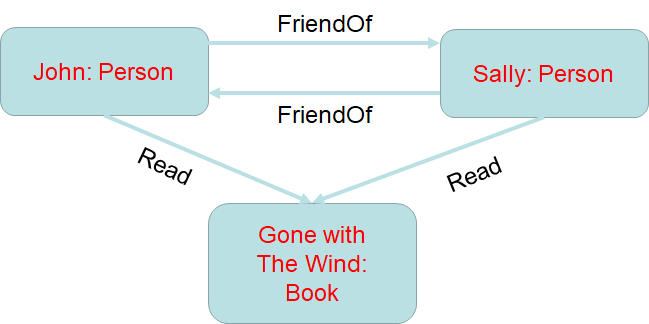 FriendOf
John: Person
Sally: Person
FriendOf
Read
Read
Gone with
The Wind:
Book